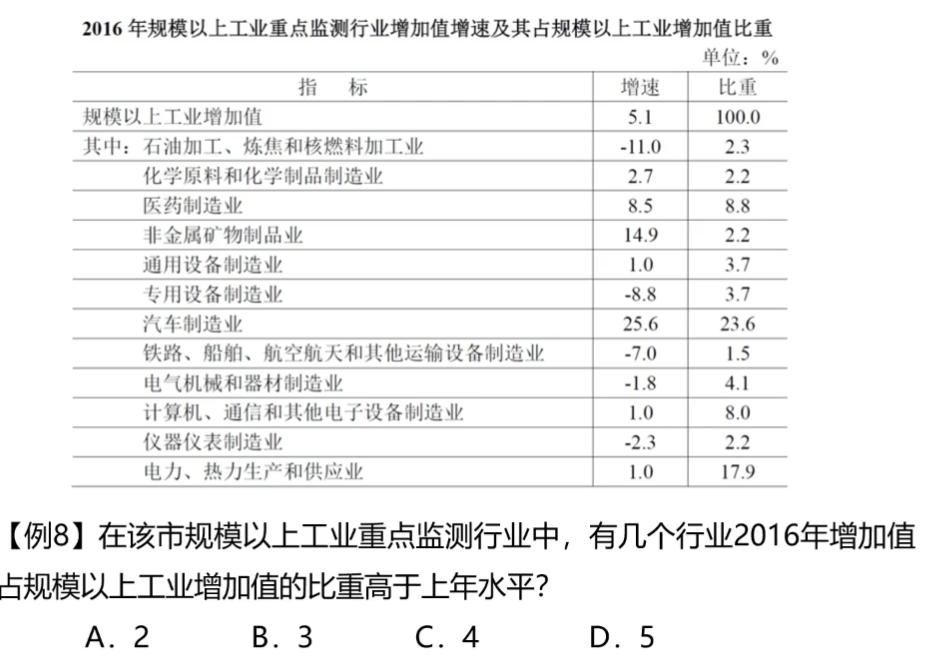 2016 年规模以上工业重点监测行业增加值增速及其占规模以上工业增加值比重
单位：%
指 标 增速 比重
规模以上工业增加值 5.1 100.0
其中：石油加工、炼焦和核燃料加工业 -11.0 2.3
化学原料和化学制品制造业 2.7 2.2
医药制造业 8.5 8.8
非金属矿物制品业 14.9 2.2
通用设备制造业 1.0 3.7
专用设备制造业 -8.8 3.7
汽车制造业 25.6 23.6
铁路、船舶、航空航天和其他运输设备制造业 -7.0 1.5
电气机械和器材制造业 -1.8 4.1
计算机、通信和其他电子设备制造业 1.0 8.0
仪器仪表制造业 -2.3 2.2
电力、热力生产和供应业 1.0 17.9
【例8】在该市规模以上工业重点监测行业中，有几个行业2016年增加值
占规模以上工业增加值的比重高于上年水平？
A．2 B．3 C．4 D．5